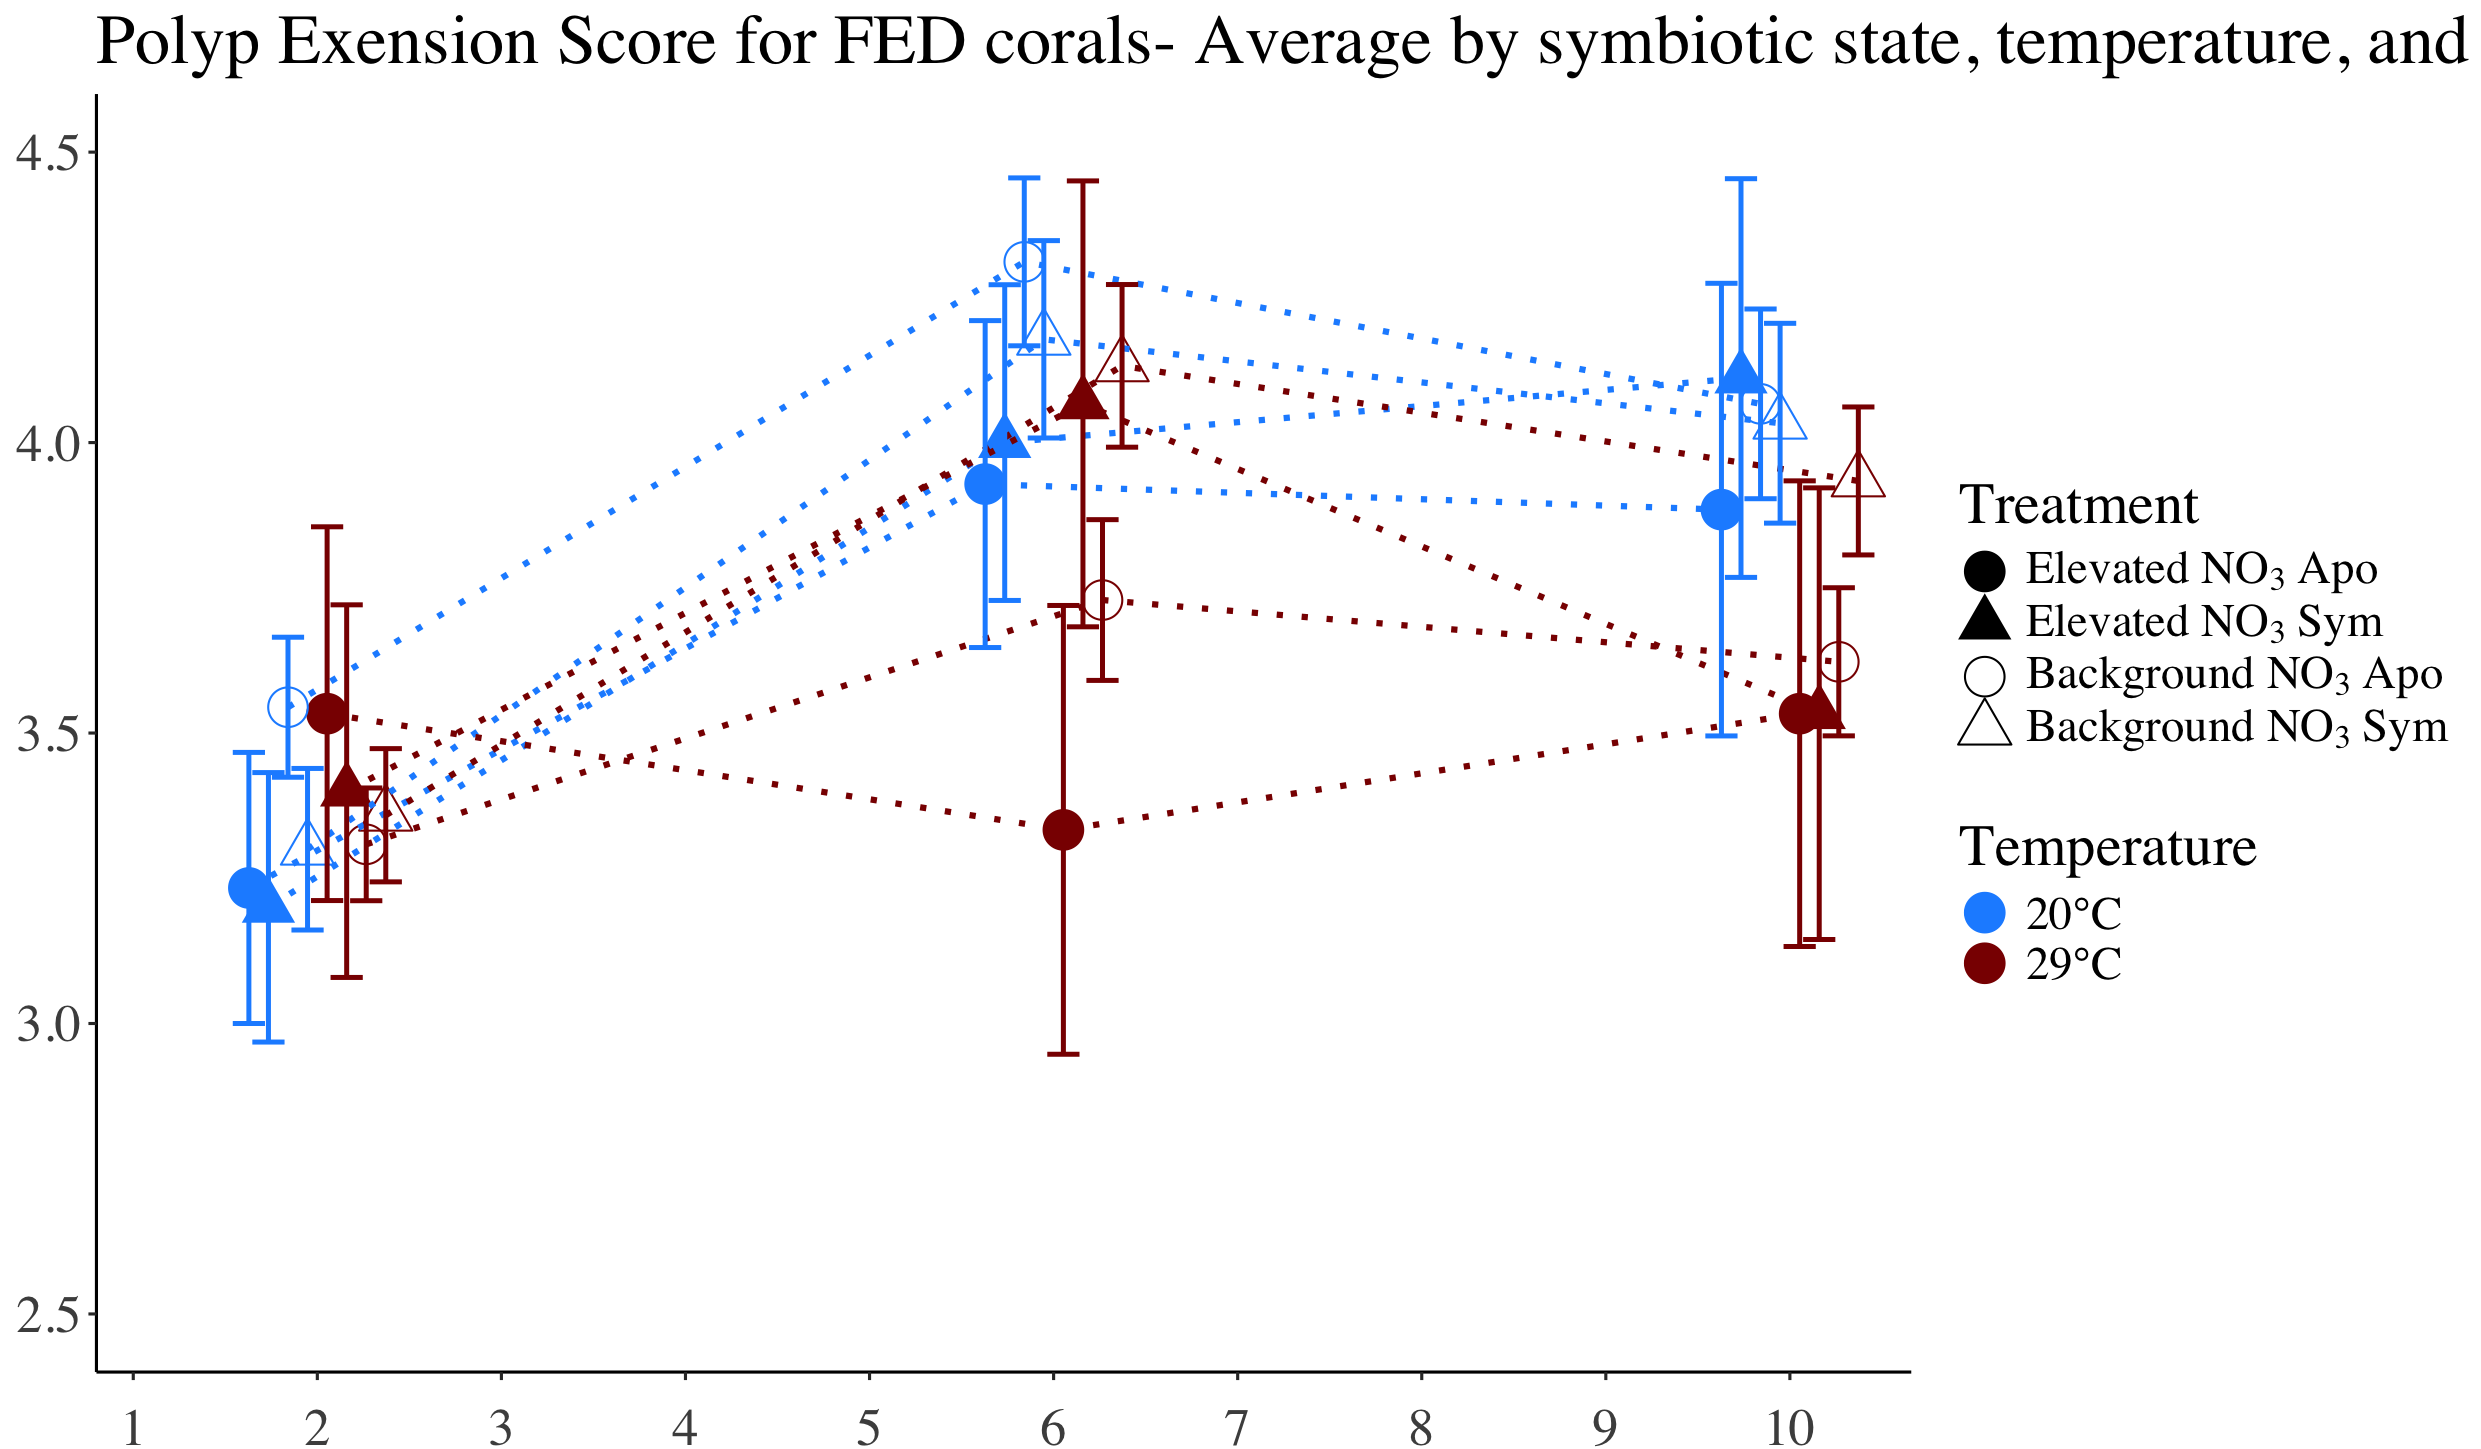 Polyp Exension Score for FED corals- Average by symbiotic state, temperature, and
4.5
4.0
3.5
3.0
2.5
1 2 3 4 5 6 7 8 9 10
Treatment
Elevated NO₃ Apo
Elevated NO₃ Sym
Background NO₃ Apo
Background NO₃ Sym
Temperature
20°C
29°C